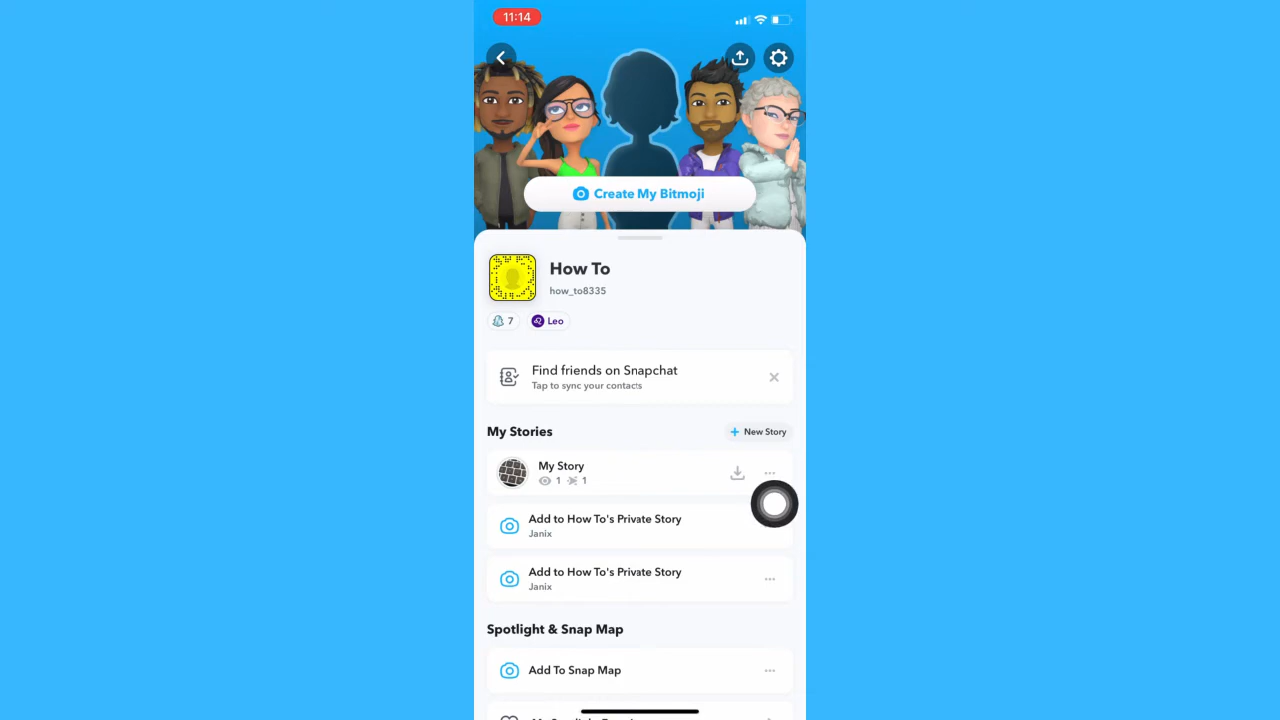 11:14
Create My Bitmoji
How To
how_to8335
7
Leo
Find friends on Snapchat
Tap to sync your contacts
My Stories
+ New Story
My Story
1 1
Add to How To's Private Story
Janix
Add to How To's Private Story
Janix
Spotlight & Snap Map
Add To Snap Map